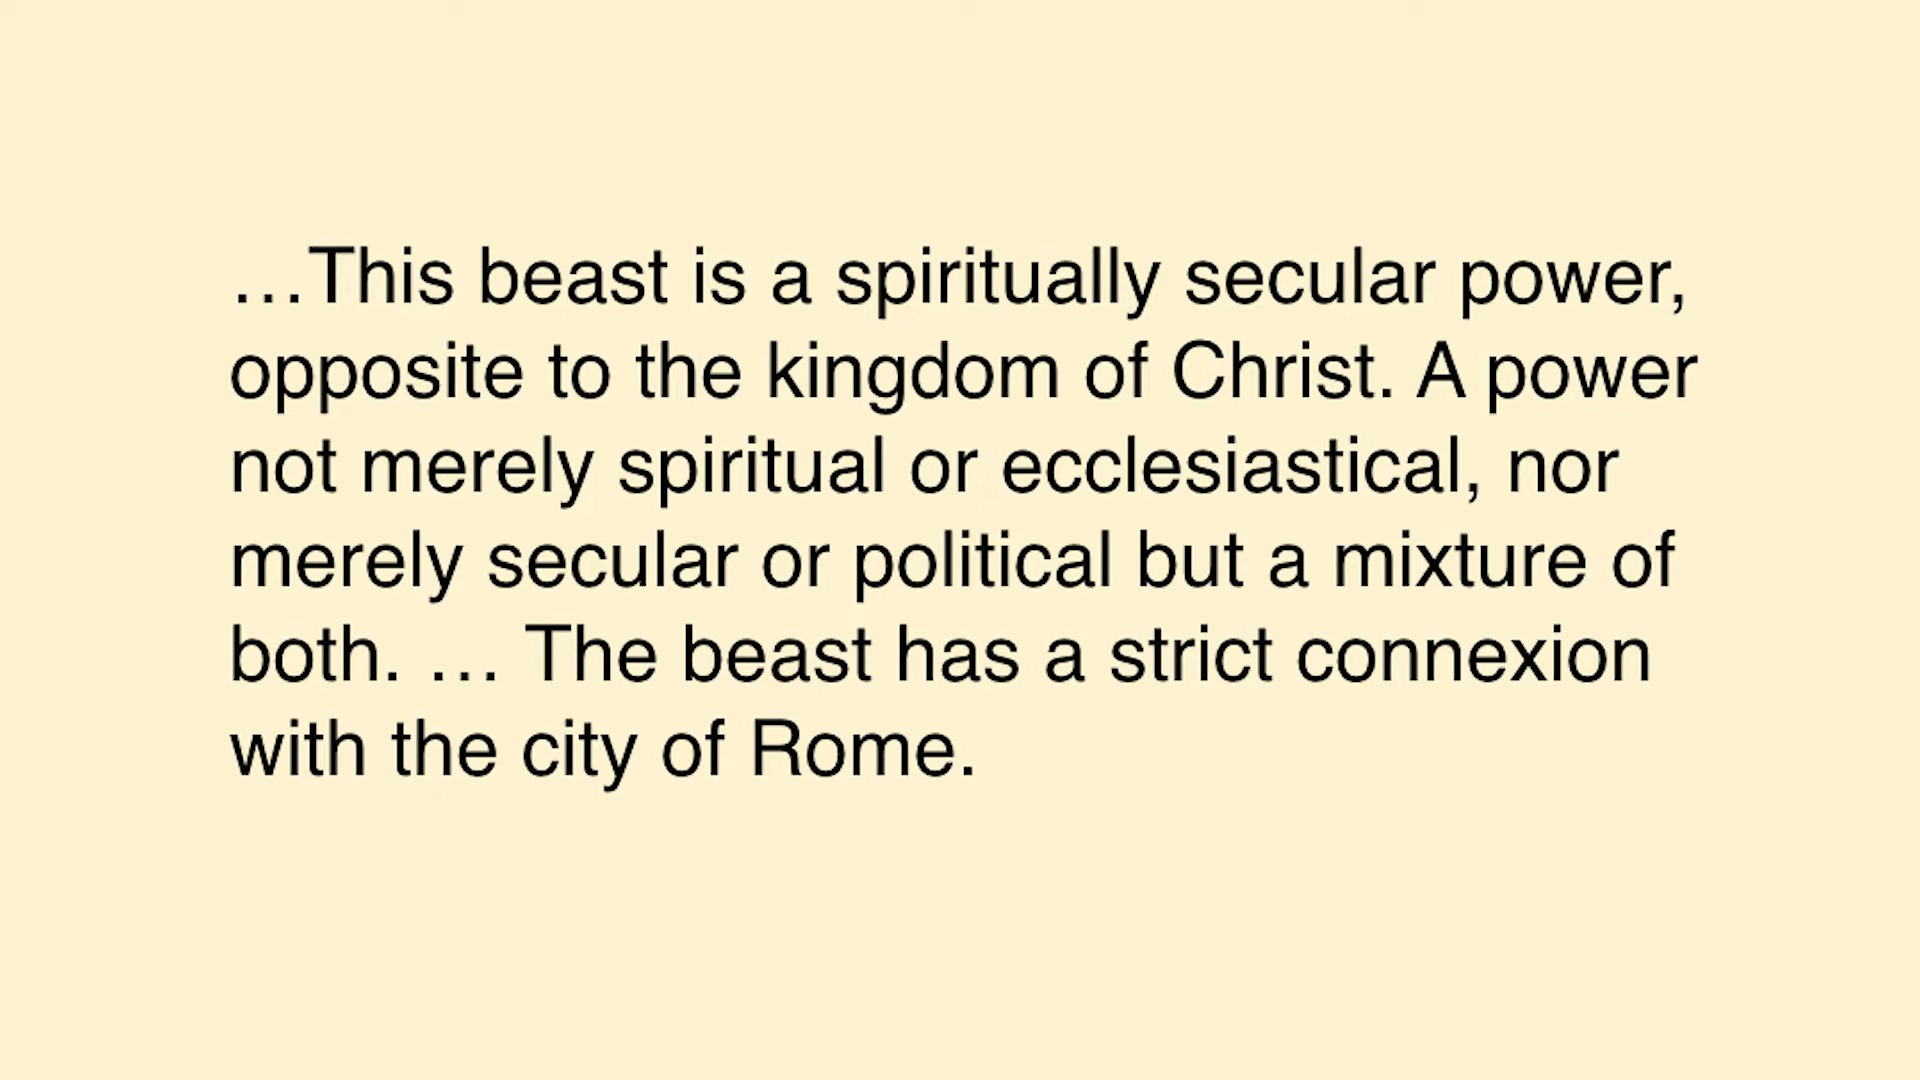 …This beast is a spiritually secular power,
opposite to the kingdom of Christ. A power
not merely spiritual or ecclesiastical, nor
merely secular or political but a mixture of
both. … The beast has a strict connexion
with the city of Rome.